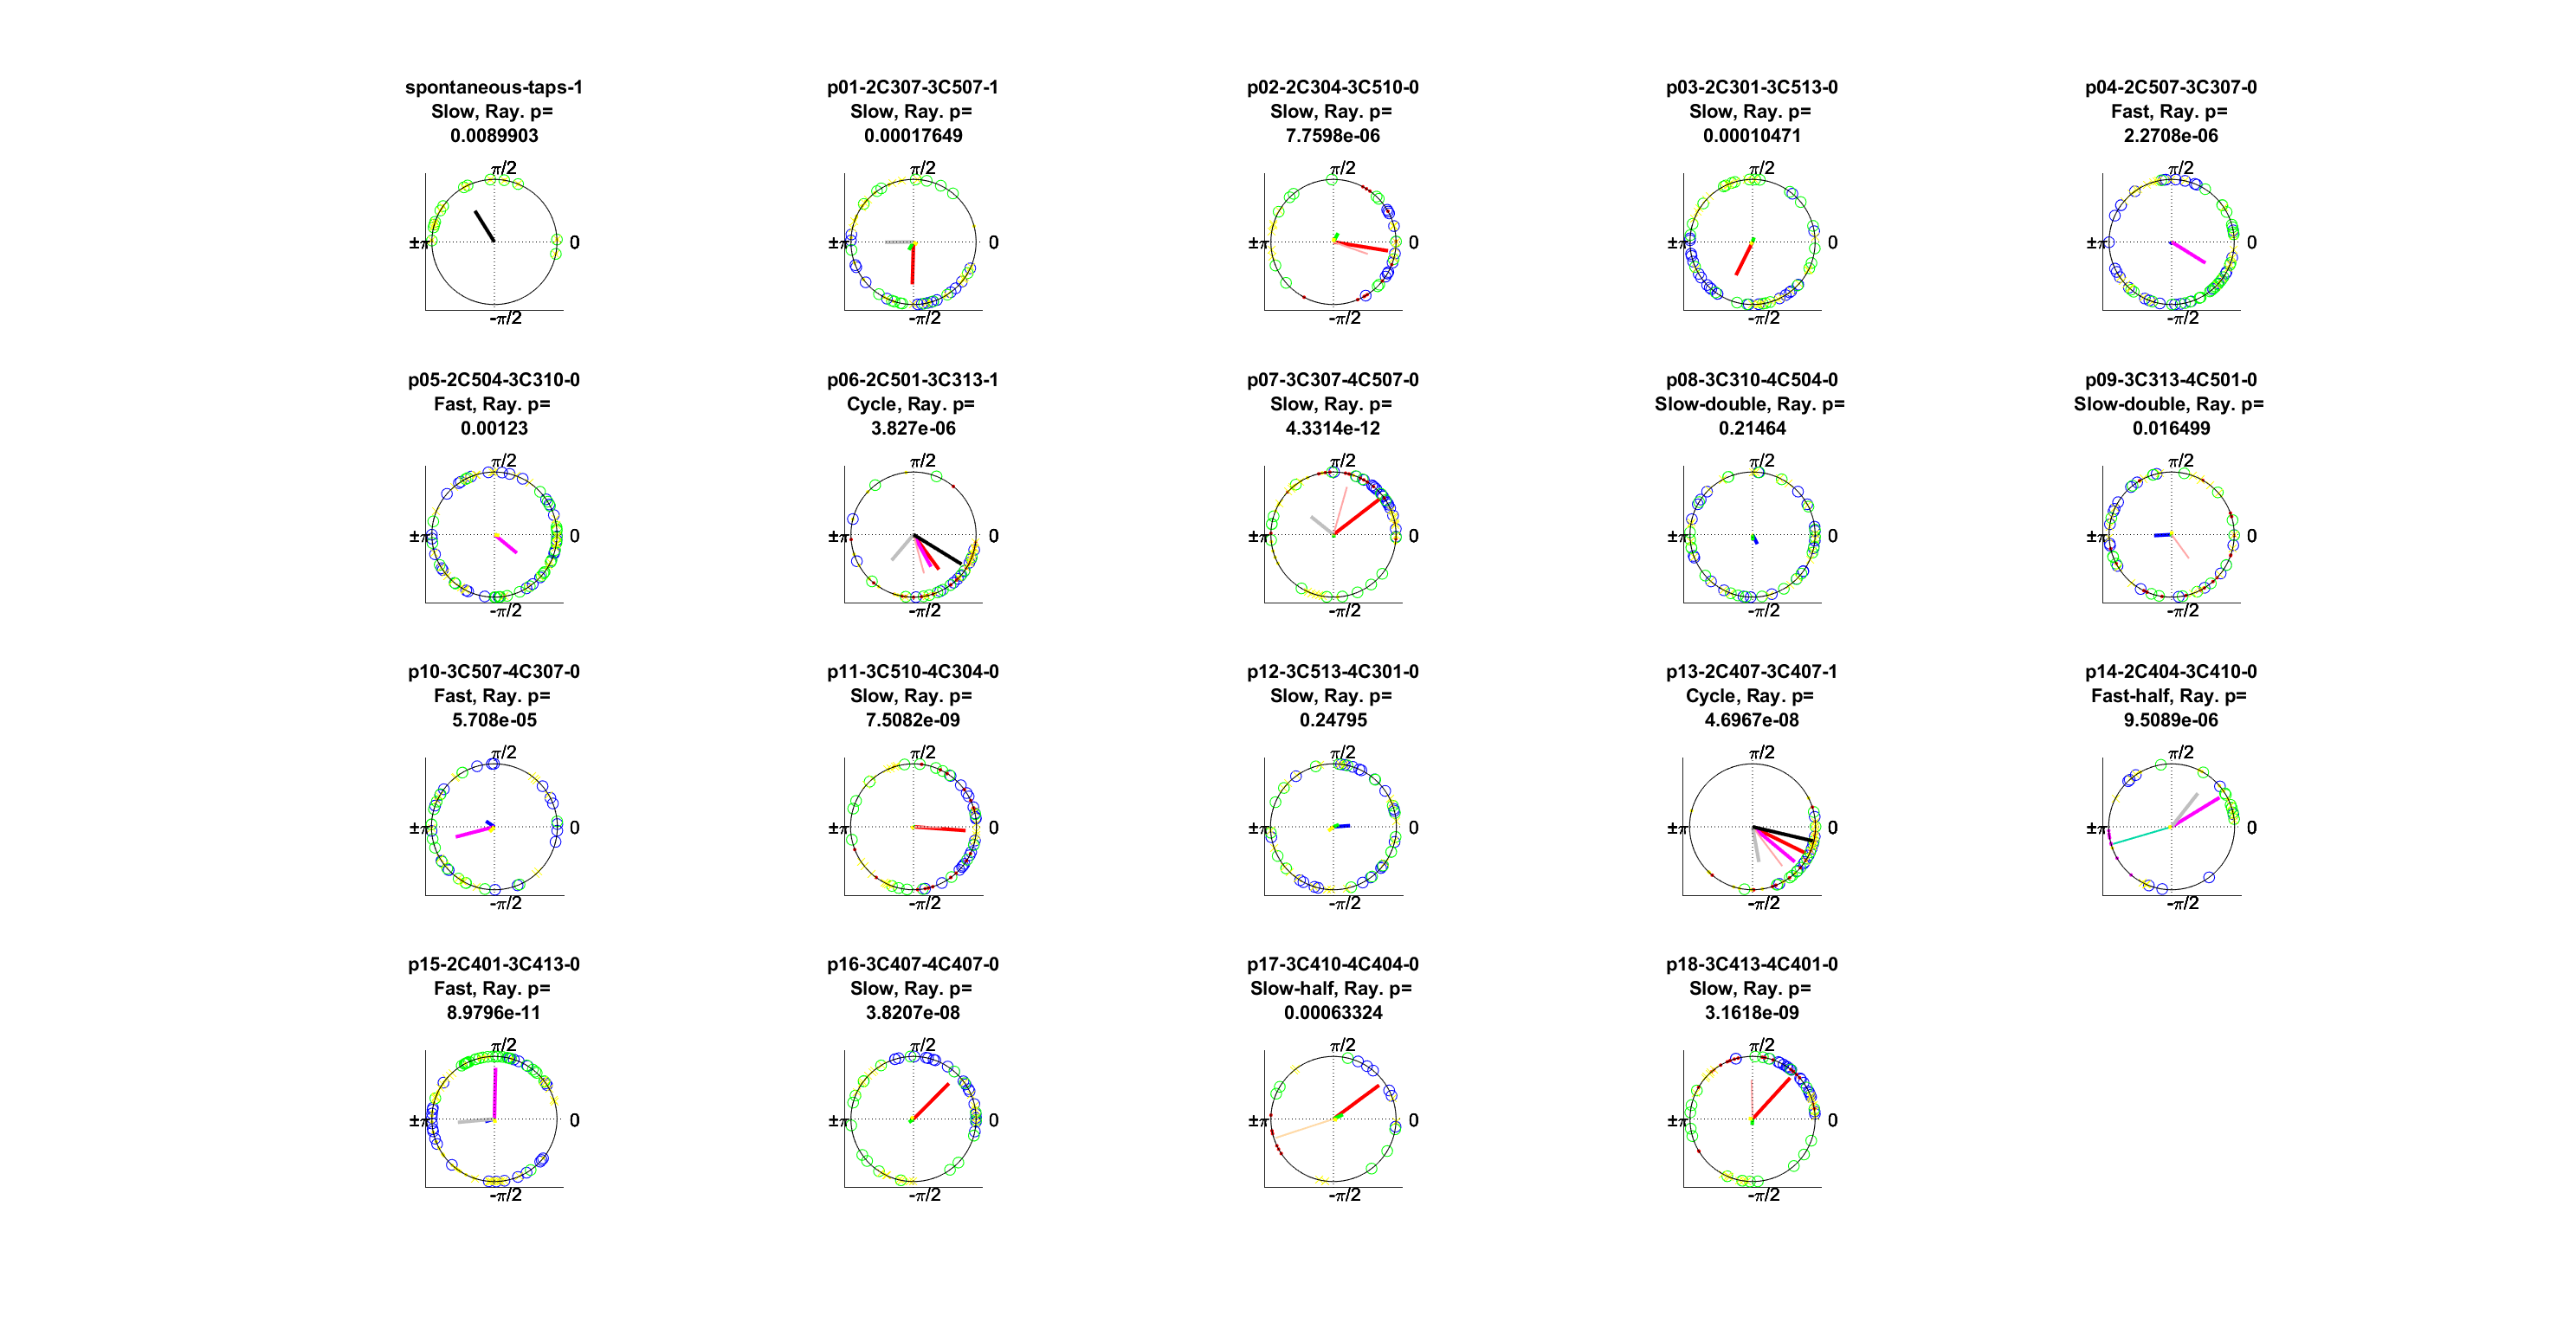 spontaneous-taps-1
Slow, Ray. p=
0.0089903
π/2
±π
0
-π/2
p01-2C307-3C507-1
Slow, Ray. p=
0.00017649
π/2
±π
0
-π/2
p02-2C304-3C510-0
Slow, Ray. p=
7.7598e-06
π/2
±π
0
-π/2
p03-2C301-3C513-0
Slow, Ray. p=
0.00010471
π/2
±π
0
-π/2
p04-2C507-3C307-0
Fast, Ray. p=
2.2708e-06
π/2
±π
0
-π/2
p05-2C504-3C310-0
Fast, Ray. p=
0.00123
π/2
±π
0
-π/2
p06-2C501-3C313-1
Cycle, Ray. p=
3.827e-06
π/2
±π
0
-π/2
p07-3C307-4C507-0
Slow, Ray. p=
4.3314e-12
π/2
±π
0
-π/2
p08-3C310-4C504-0
Slow-double, Ray. p=
0.21464
π/2
±π
0
-π/2
p09-3C313-4C501-0
Slow-double, Ray. p=
0.016499
π/2
±π
0
-π/2
p10-3C507-4C307-0
Fast, Ray. p=
5.708e-05
π/2
±π
0
-π/2
p11-3C510-4C304-0
Slow, Ray. p=
7.5082e-09
π/2
±π
0
-π/2
p12-3C513-4C301-0
Slow, Ray. p=
0.24795
π/2
±π
0
-π/2
p13-2C407-3C407-1
Cycle, Ray. p=
4.6967e-08
π/2
±π
0
-π/2
p14-2C404-3C410-0
Fast-half, Ray. p=
9.5089e-06
π/2
±π
0
-π/2
p15-2C401-3C413-0
Fast, Ray. p=
8.9796e-11
π/2
±π
0
-π/2
p16-3C407-4C407-0
Slow, Ray. p=
3.8207e-08
π/2
±π
0
-π/2
p17-3C410-4C404-0
Slow-half, Ray. p=
0.00063324
π/2
±π
0
-π/2
p18-3C413-4C401-0
Slow, Ray. p=
3.1618e-09
π/2
±π
0
-π/2